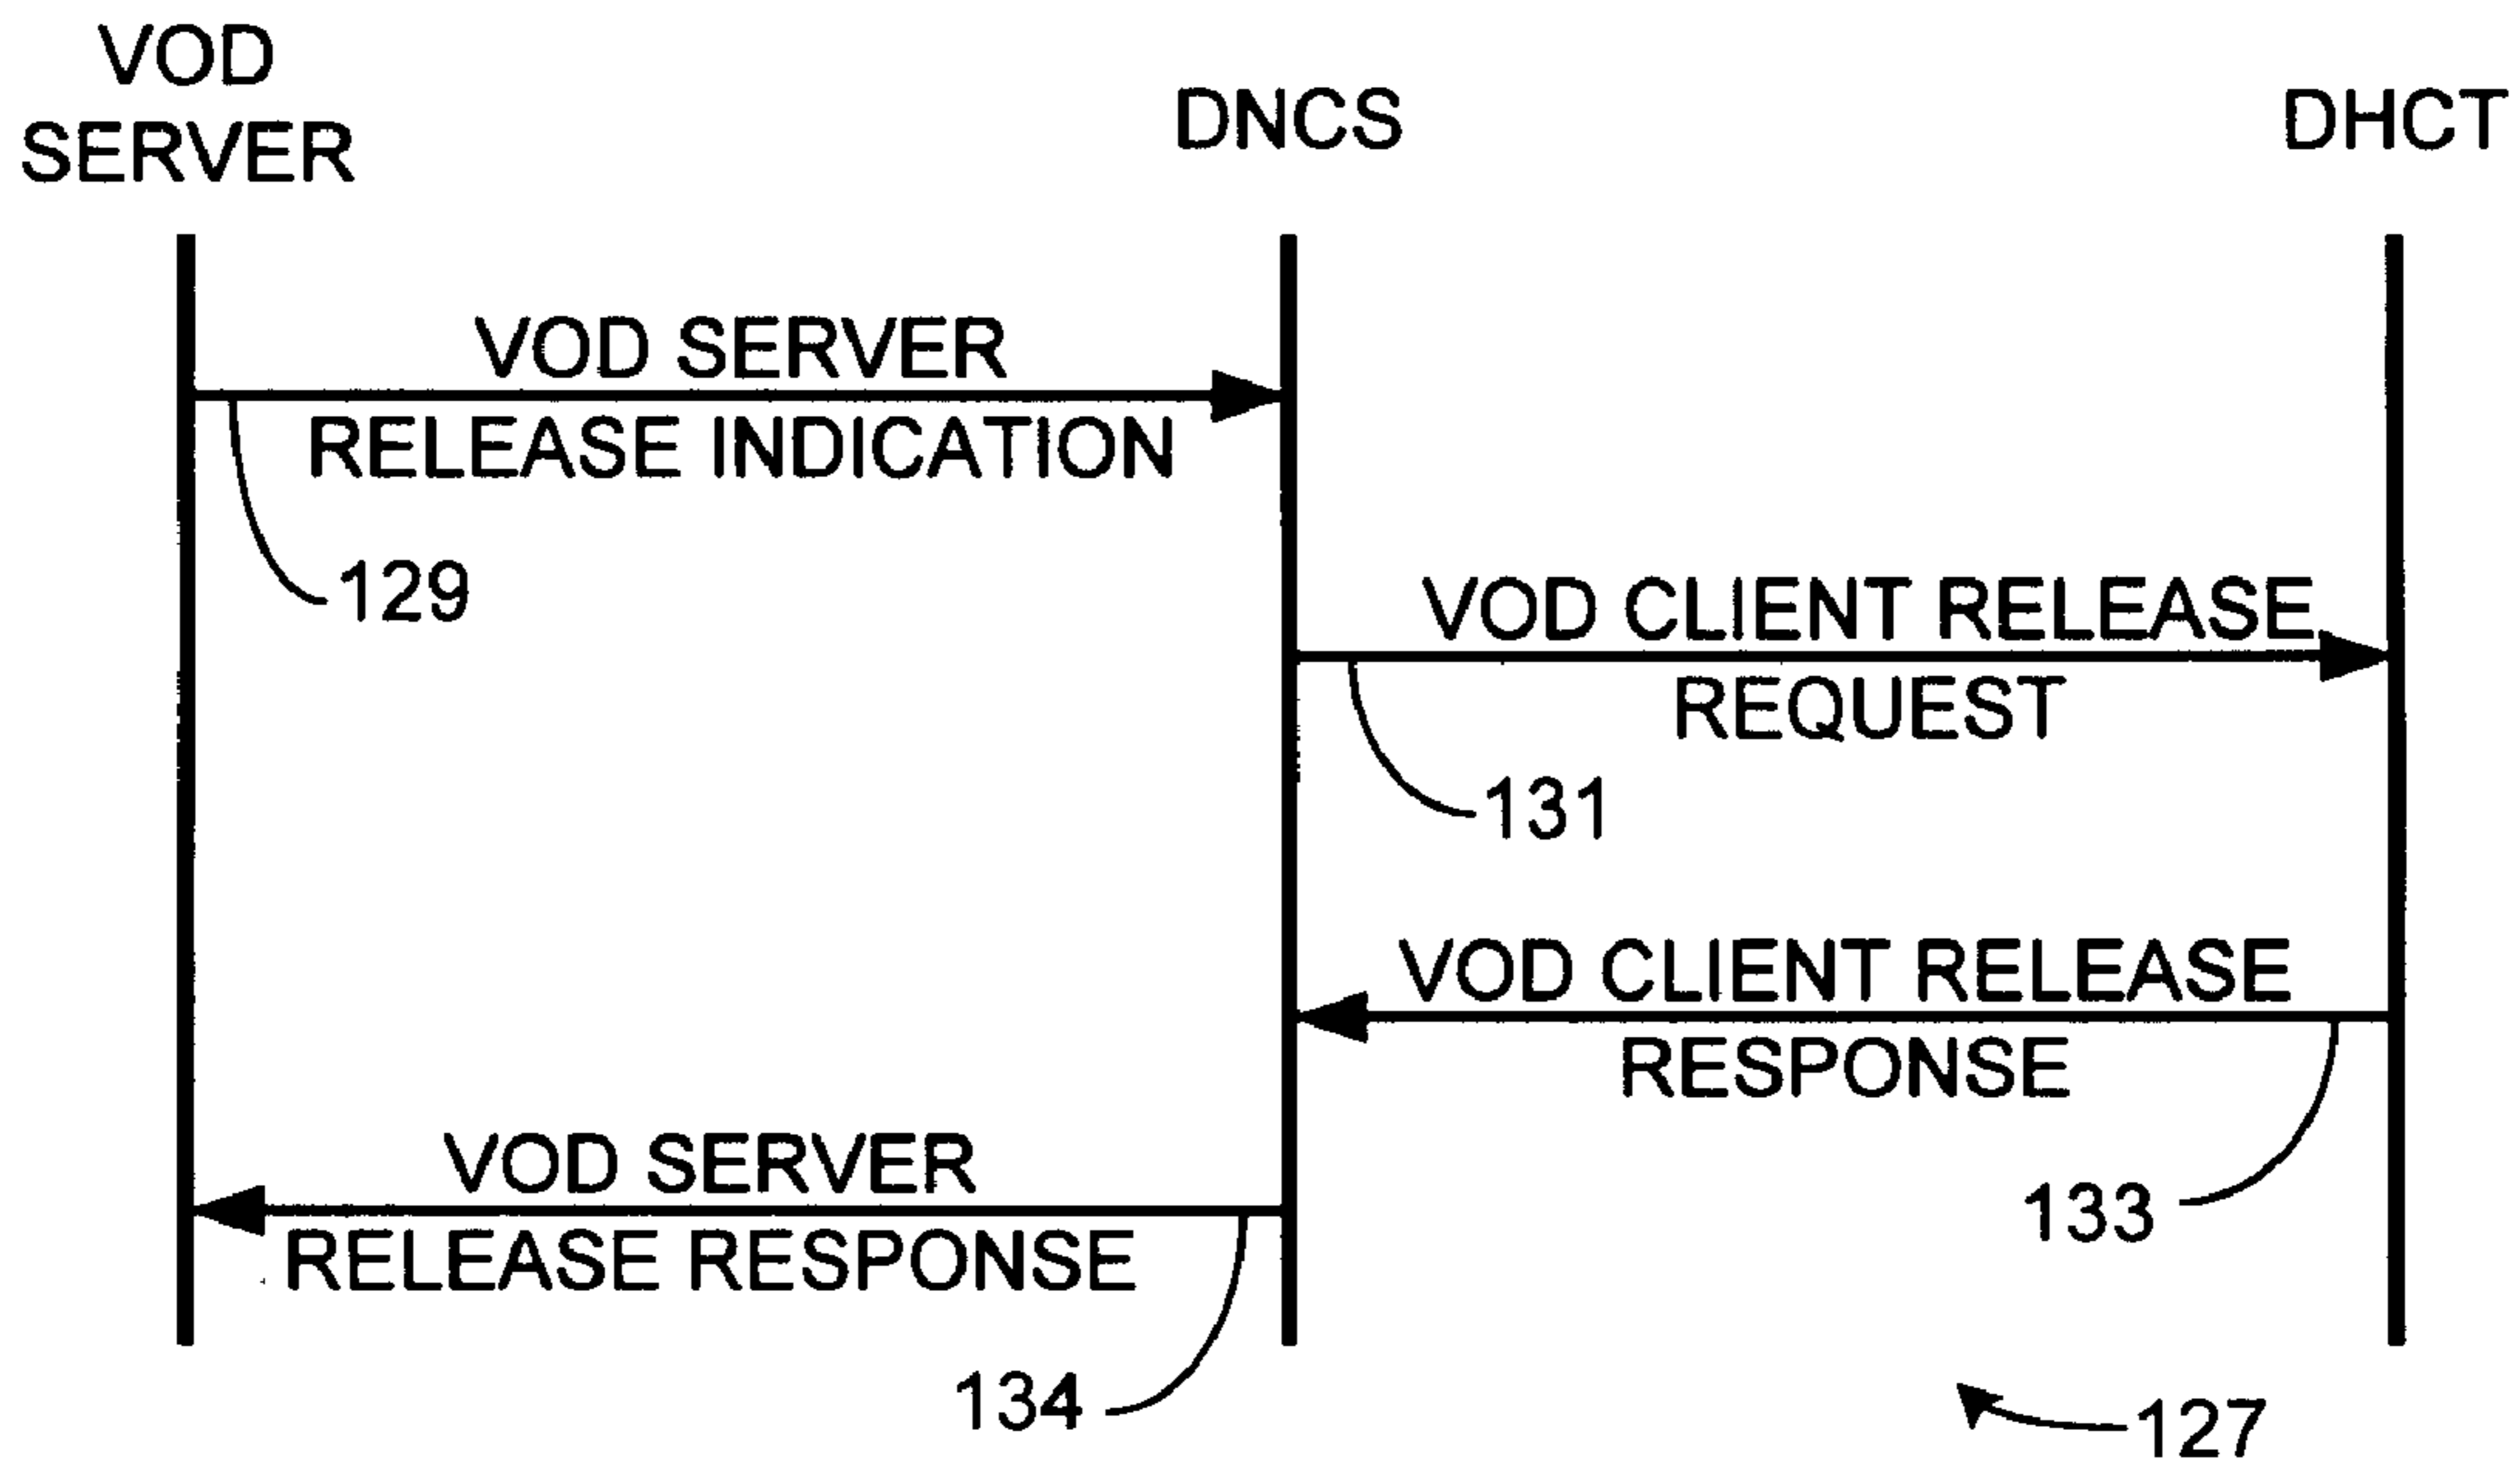 VOD
SERVER
DNCS
DHCT
VOD SERVER
RELEASE INDICATION
129
VOD CLIENT RELEASE
REQUEST
131
VOD CLIENT RELEASE
RESPONSE
133
VOD SERVER
RELEASE RESPONSE
134
127